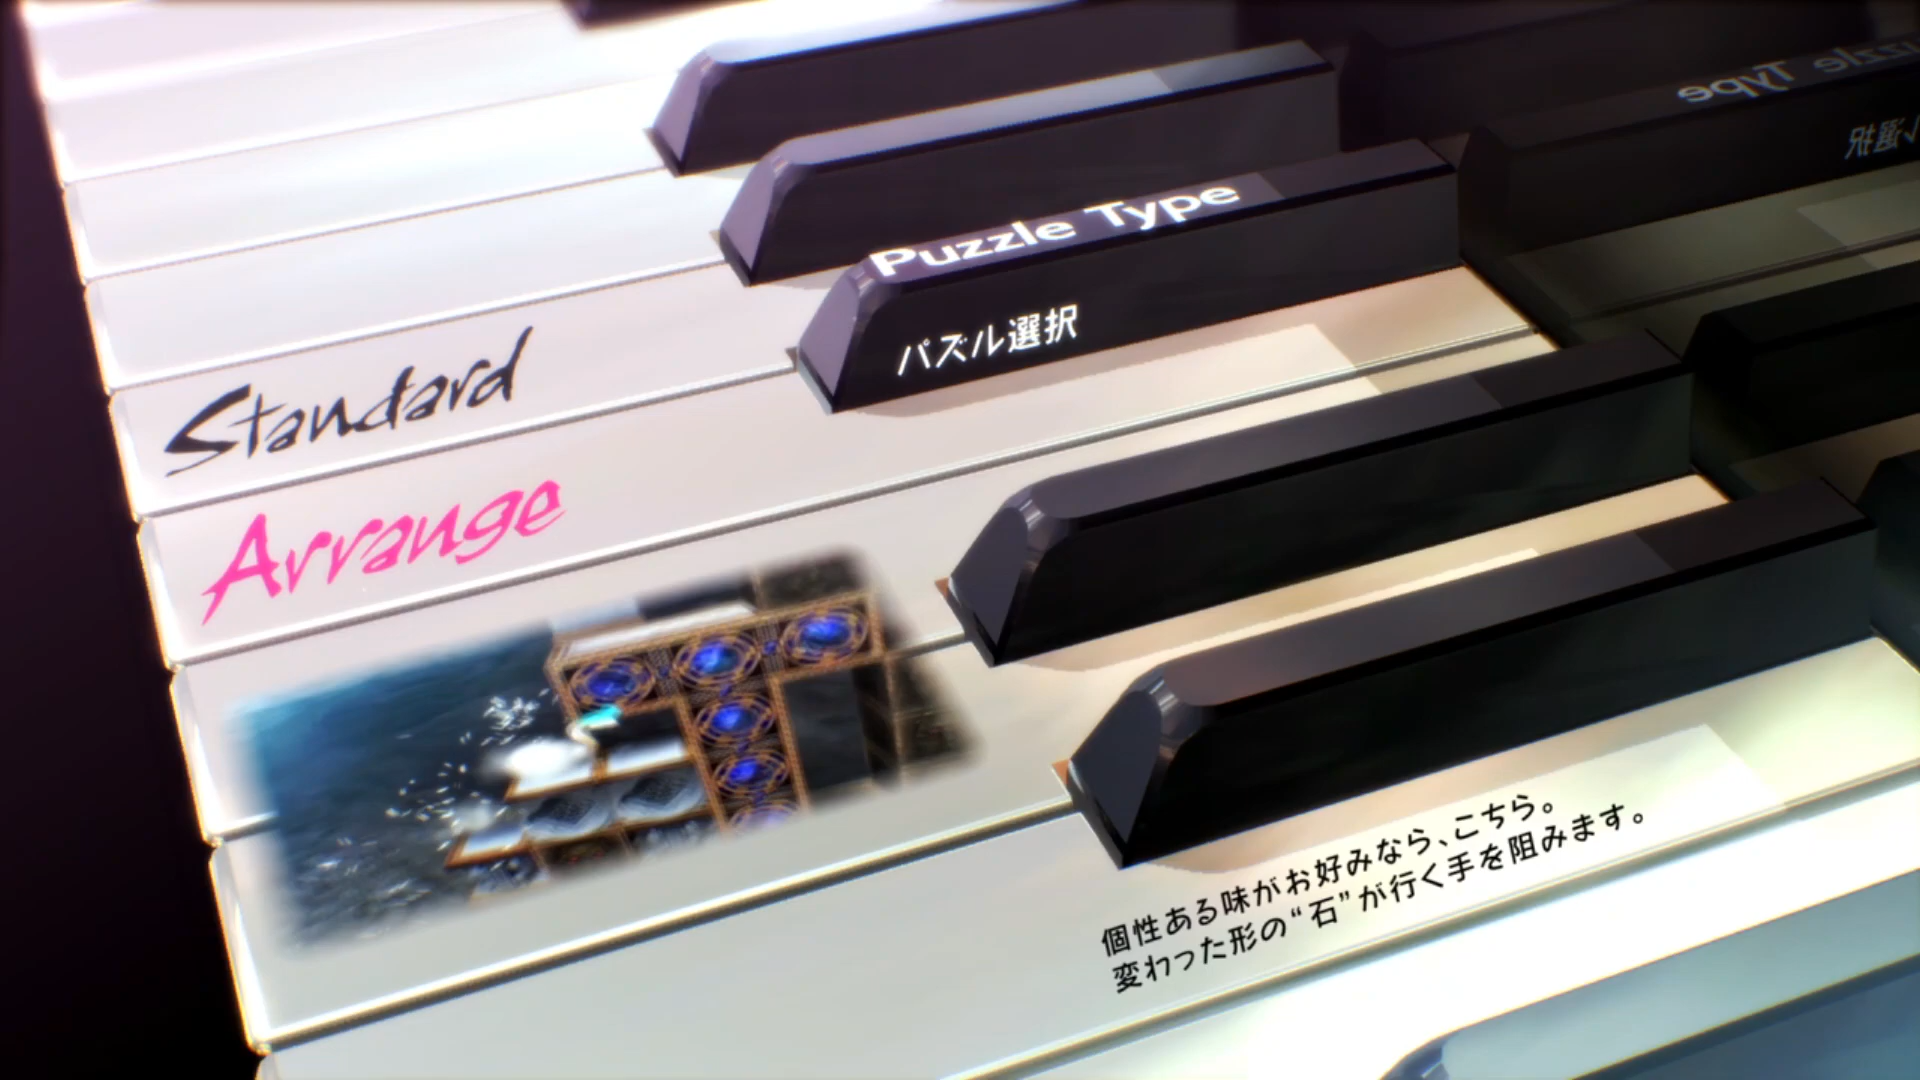 Puzzle Type
パズル選択
Standard
Arrange
個性ある味がお好みなら、こちら。
変わった形の“石”が行く手を阻みます。